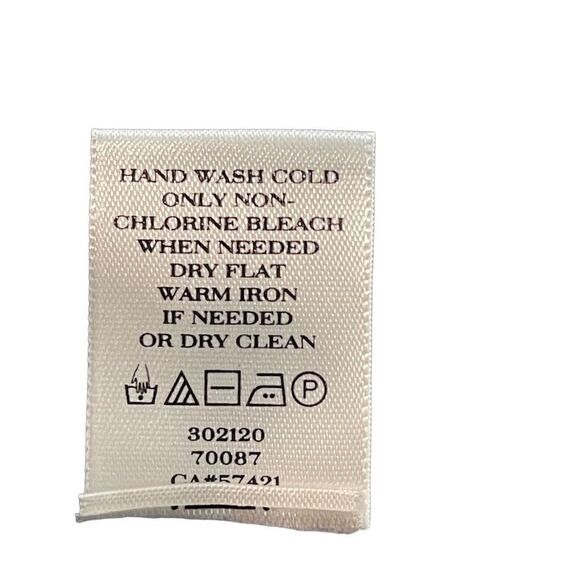 HAND WASH COLD
ONLY NON-
CHLORINE BLEACH
WHEN NEEDED
DRY FLAT
WARM IRON
IF NEEDED
OR DRY CLEAN
P
302120
70087
CA#57421